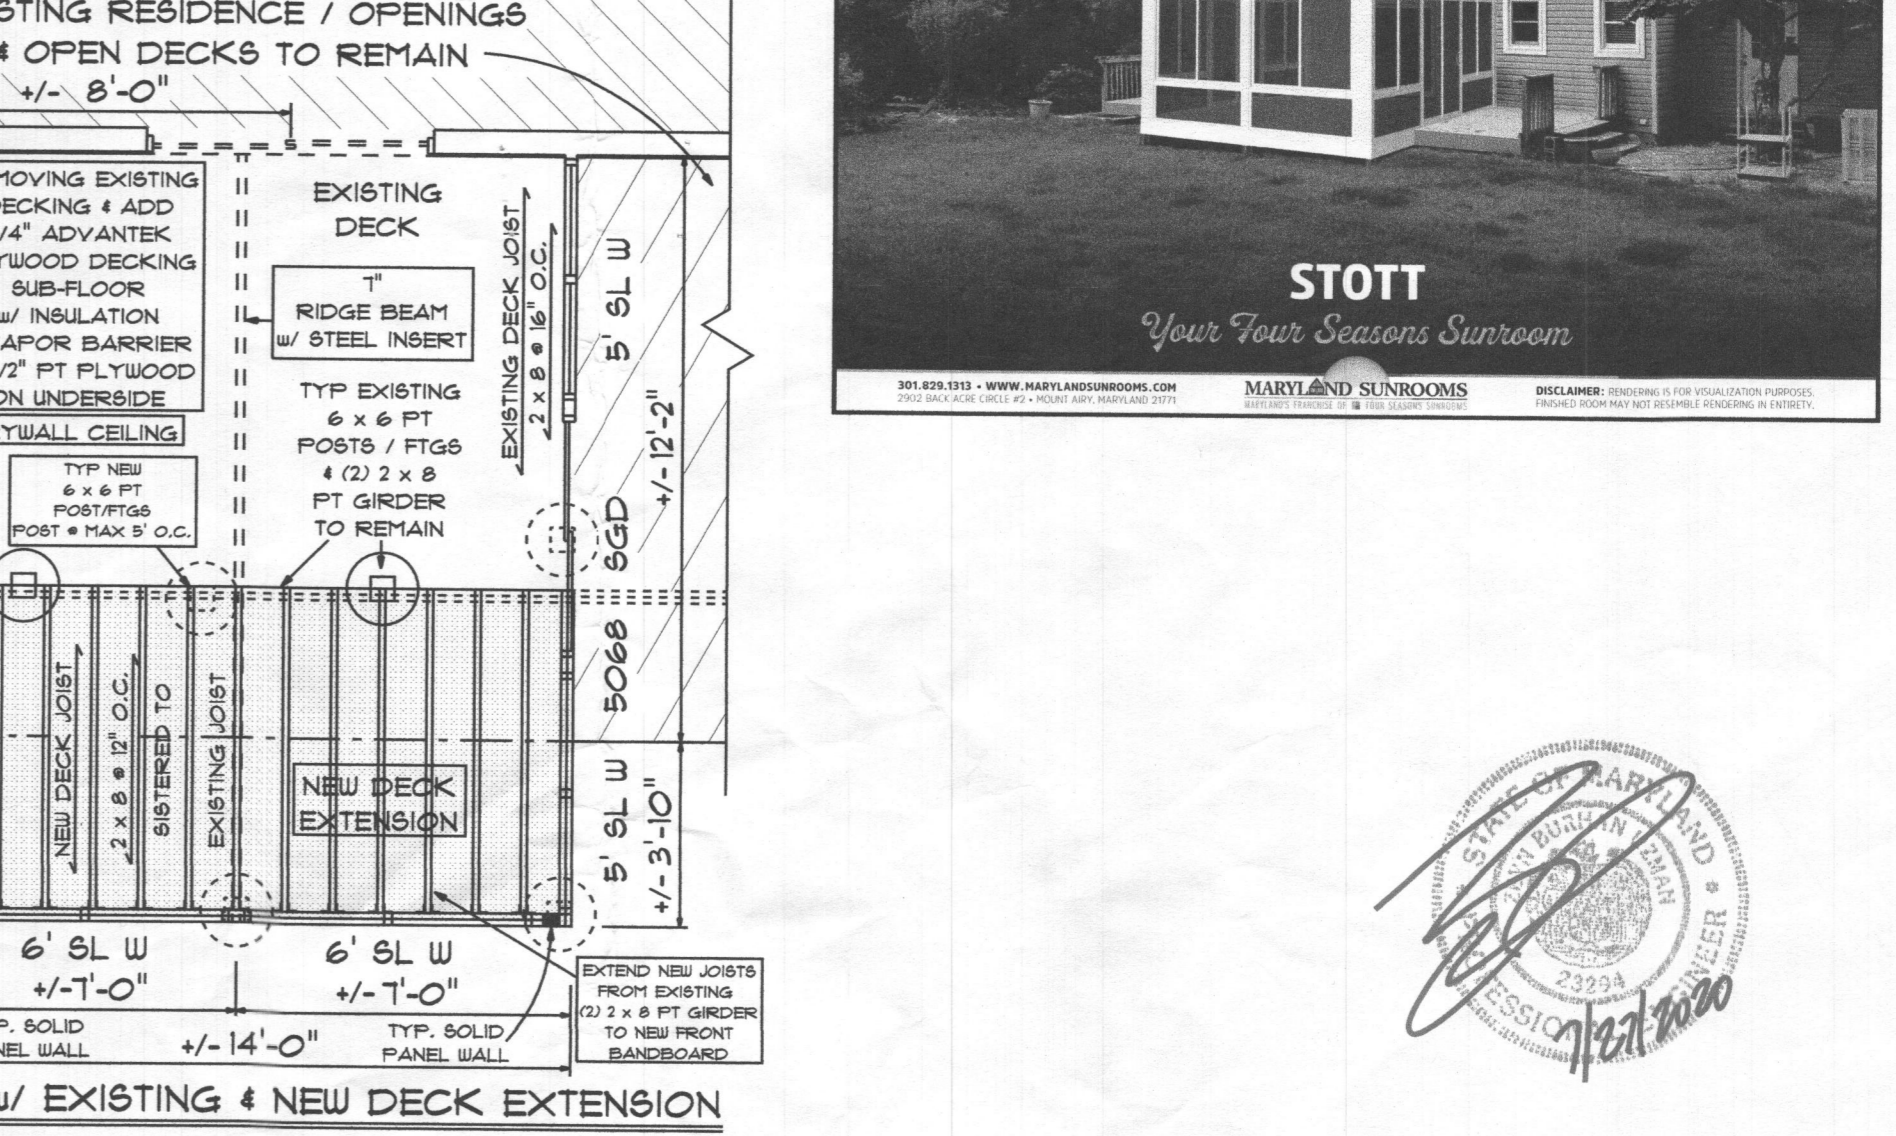 STING RESIDENCE / OPENINGS
& OPEN DECKS TO REMAIN
+/- 8'-0"
S
MOVING EXISTING
ECKING & ADD
/4" ADVANTEK
YWOOD DECKING
SUB-FLOOR
w/ INSULATION
APOR BARRIER
/2" PT PLYWOOD
ON UNDERSIDE
YWALL CEILING
TYP NEW
6 x 6 PT
POST/FTGS
POST @ MAX 5' O.C.
EXISTING
DECK
7"
RIDGE BEAM
w/ STEEL INSERT
TYP EXISTING
6 x 6 PT
POSTS / FTGS
& (2) 2 x 8
PT GIRDER
TO REMAIN
EXISTING DECK JOIST
2 x 8 @ 16" O.C.
5' SL W
5068 SGD
5' SL W
+/-12'-2"
+/-3'-10"
NEW DECK JOIST
2 x 8 @ 12" O.C.
SISTERED TO
EXISTING JOIST
NEW DECK
EXTENSION
6' SL W
+/-7'-0"
6' SL W
+/-7'-0"
P. SOLID
NEL WALL
+/-14'-0"
TYP. SOLID
PANEL WALL
EXTEND NEW JOISTS
FROM EXISTING
(2) 2 x 8 PT GIRDER
TO NEW FRONT
BANDBOARD
w/ EXISTING & NEW DECK EXTENSION
STOTT
Your Four Seasons Sunroom
301.829.1313 • WWW.MARYLANDSUNROOMS.COM
2902 BACK ACRE CIRCLE #2 • MOUNT AIRY, MARYLAND 21771
MARYLAND SUNROOMS
MARYLAND'S FRANCHISE OF FOUR SEASONS SUNROOMS
DISCLAIMER: RENDERING IS FOR VISUALIZATION PURPOSES.
FINISHED ROOM MAY NOT RESEMBLE RENDERING IN ENTIRETY.
STATE OF MARYLAND
BURHAN
23294